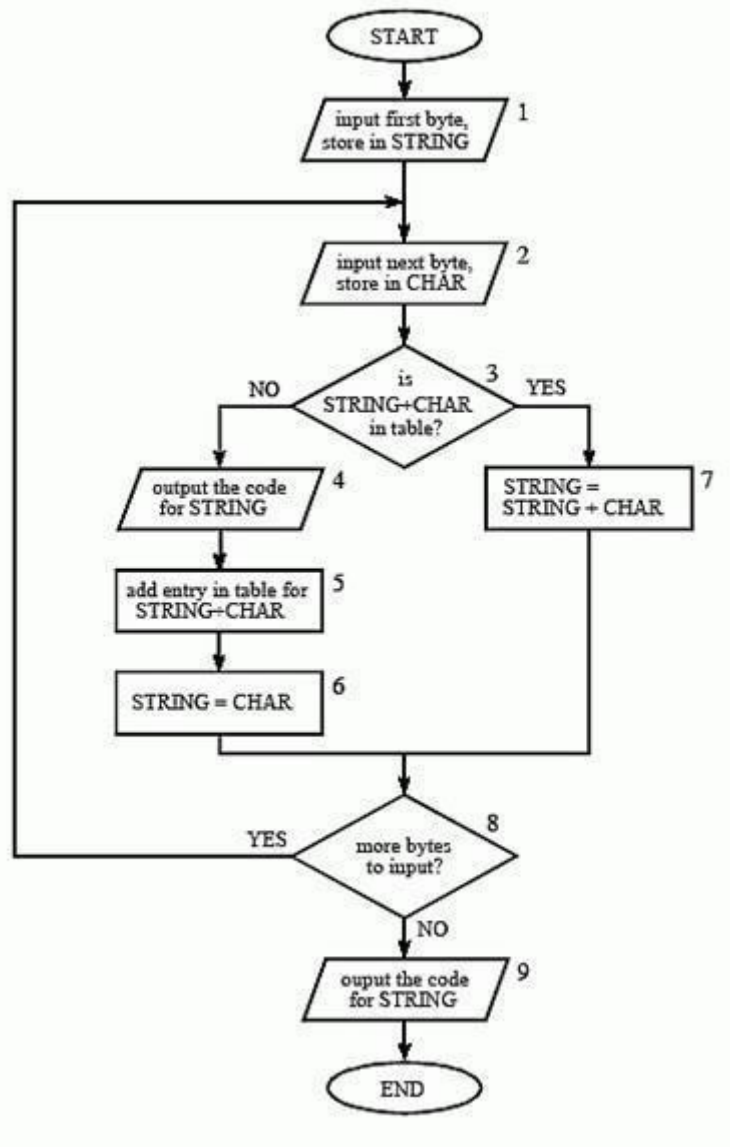 START
1
input first byte,
store in STRING
2
input next byte,
store in CHAR
3
is
STRING+CHAR
in table?
NO
YES
4
output the code
for STRING
7
STRING =
STRING + CHAR
5
add entry in table for
STRING+CHAR
6
STRING = CHAR
8
more bytes
to input?
YES
NO
9
ouput the code
for STRING
END